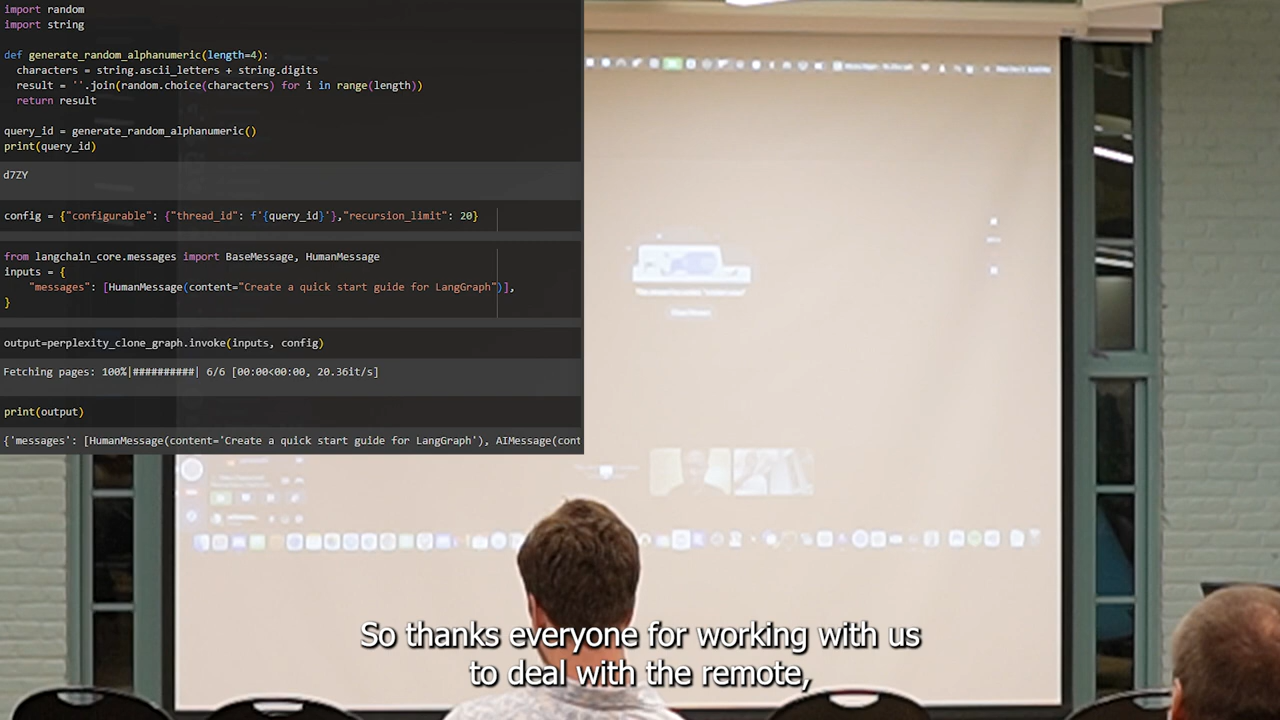 import random
import string
def generate_random_alphanumeric(length=4):
characters = string.ascii_letters + string.digits
result = ''.join(random.choice(characters) for i in range(length))
return result
query_id = generate_random_alphanumeric()
print(query_id)
d7ZY
config = {"configurable": {"thread_id": f'{query_id}'},"recursion_limit": 20}
from langchain_core.messages import BaseMessage, HumanMessage
inputs = {
"messages": [HumanMessage(content="Create a quick start guide for LangGraph")],
}
output=perplexity_clone_graph.invoke(inputs, config)
Fetching pages: 100%|##########| 6/6 [00:00<00:00, 20.36it/s]
print(output)
{'messages': [HumanMessage(content='Create a quick start guide for LangGraph'), AIMessage(cont
So thanks everyone for working with us
to deal with the remote,